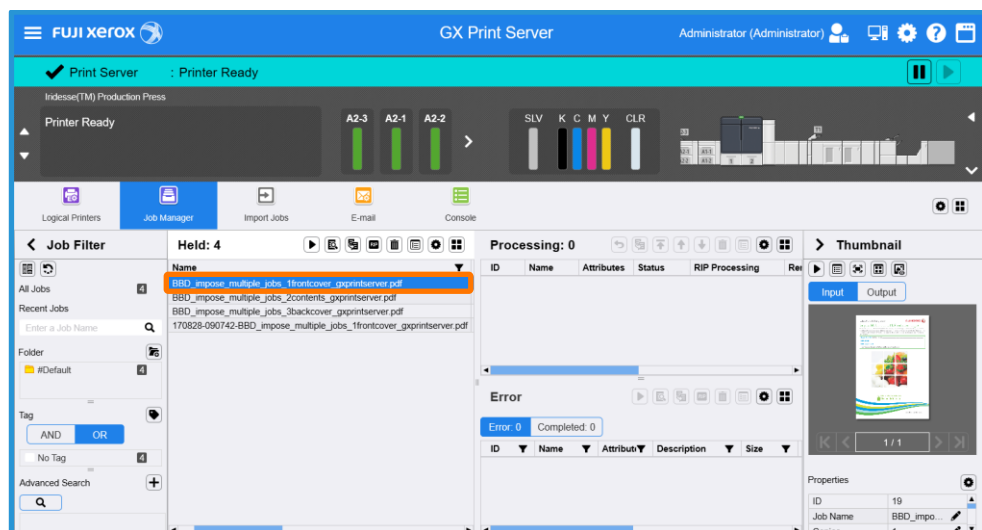 FUJI XEROX
GX Print Server
Administrator (Administrator)
Print Server : Printer Ready
Iridesse(TM) Production Press
Printer Ready
A2-3 A2-1 A2-2
SLV K C M Y CLR
Logical Printers
Job Manager
Import Jobs
E-mail
Console
Job Filter
All Jobs 4
Recent Jobs
Enter a Job Name
Folder
#Default 4
Tag
AND OR
No Tag 4
Advanced Search
Held: 4
Name
BBD_impose_multiple_jobs_1frontcover_gxprintserver.pdf
BBD_impose_multiple_jobs_2contents_gxprintserver.pdf
BBD_impose_multiple_jobs_3backcover_gxprintserver.pdf
170828-090742-BBD_impose_multiple_jobs_1frontcover_gxprintserver.pdf
Processing: 0
ID Name Attributes Status RIP Processing
Error
Error: 0 Completed: 0
ID Name Attribut Description Size
Thumbnail
Input Output
1 / 1
Properties
ID 19
Job Name BBD_impo...